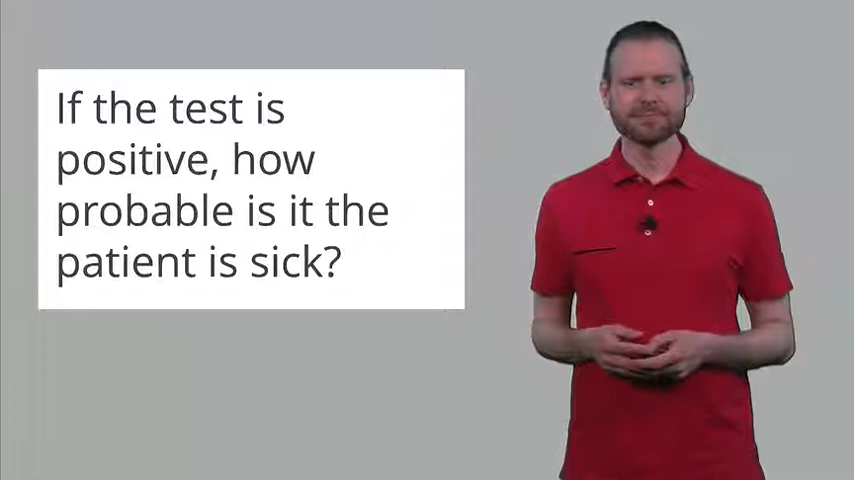 If the test is
positive, how
probable is it the
patient is sick?